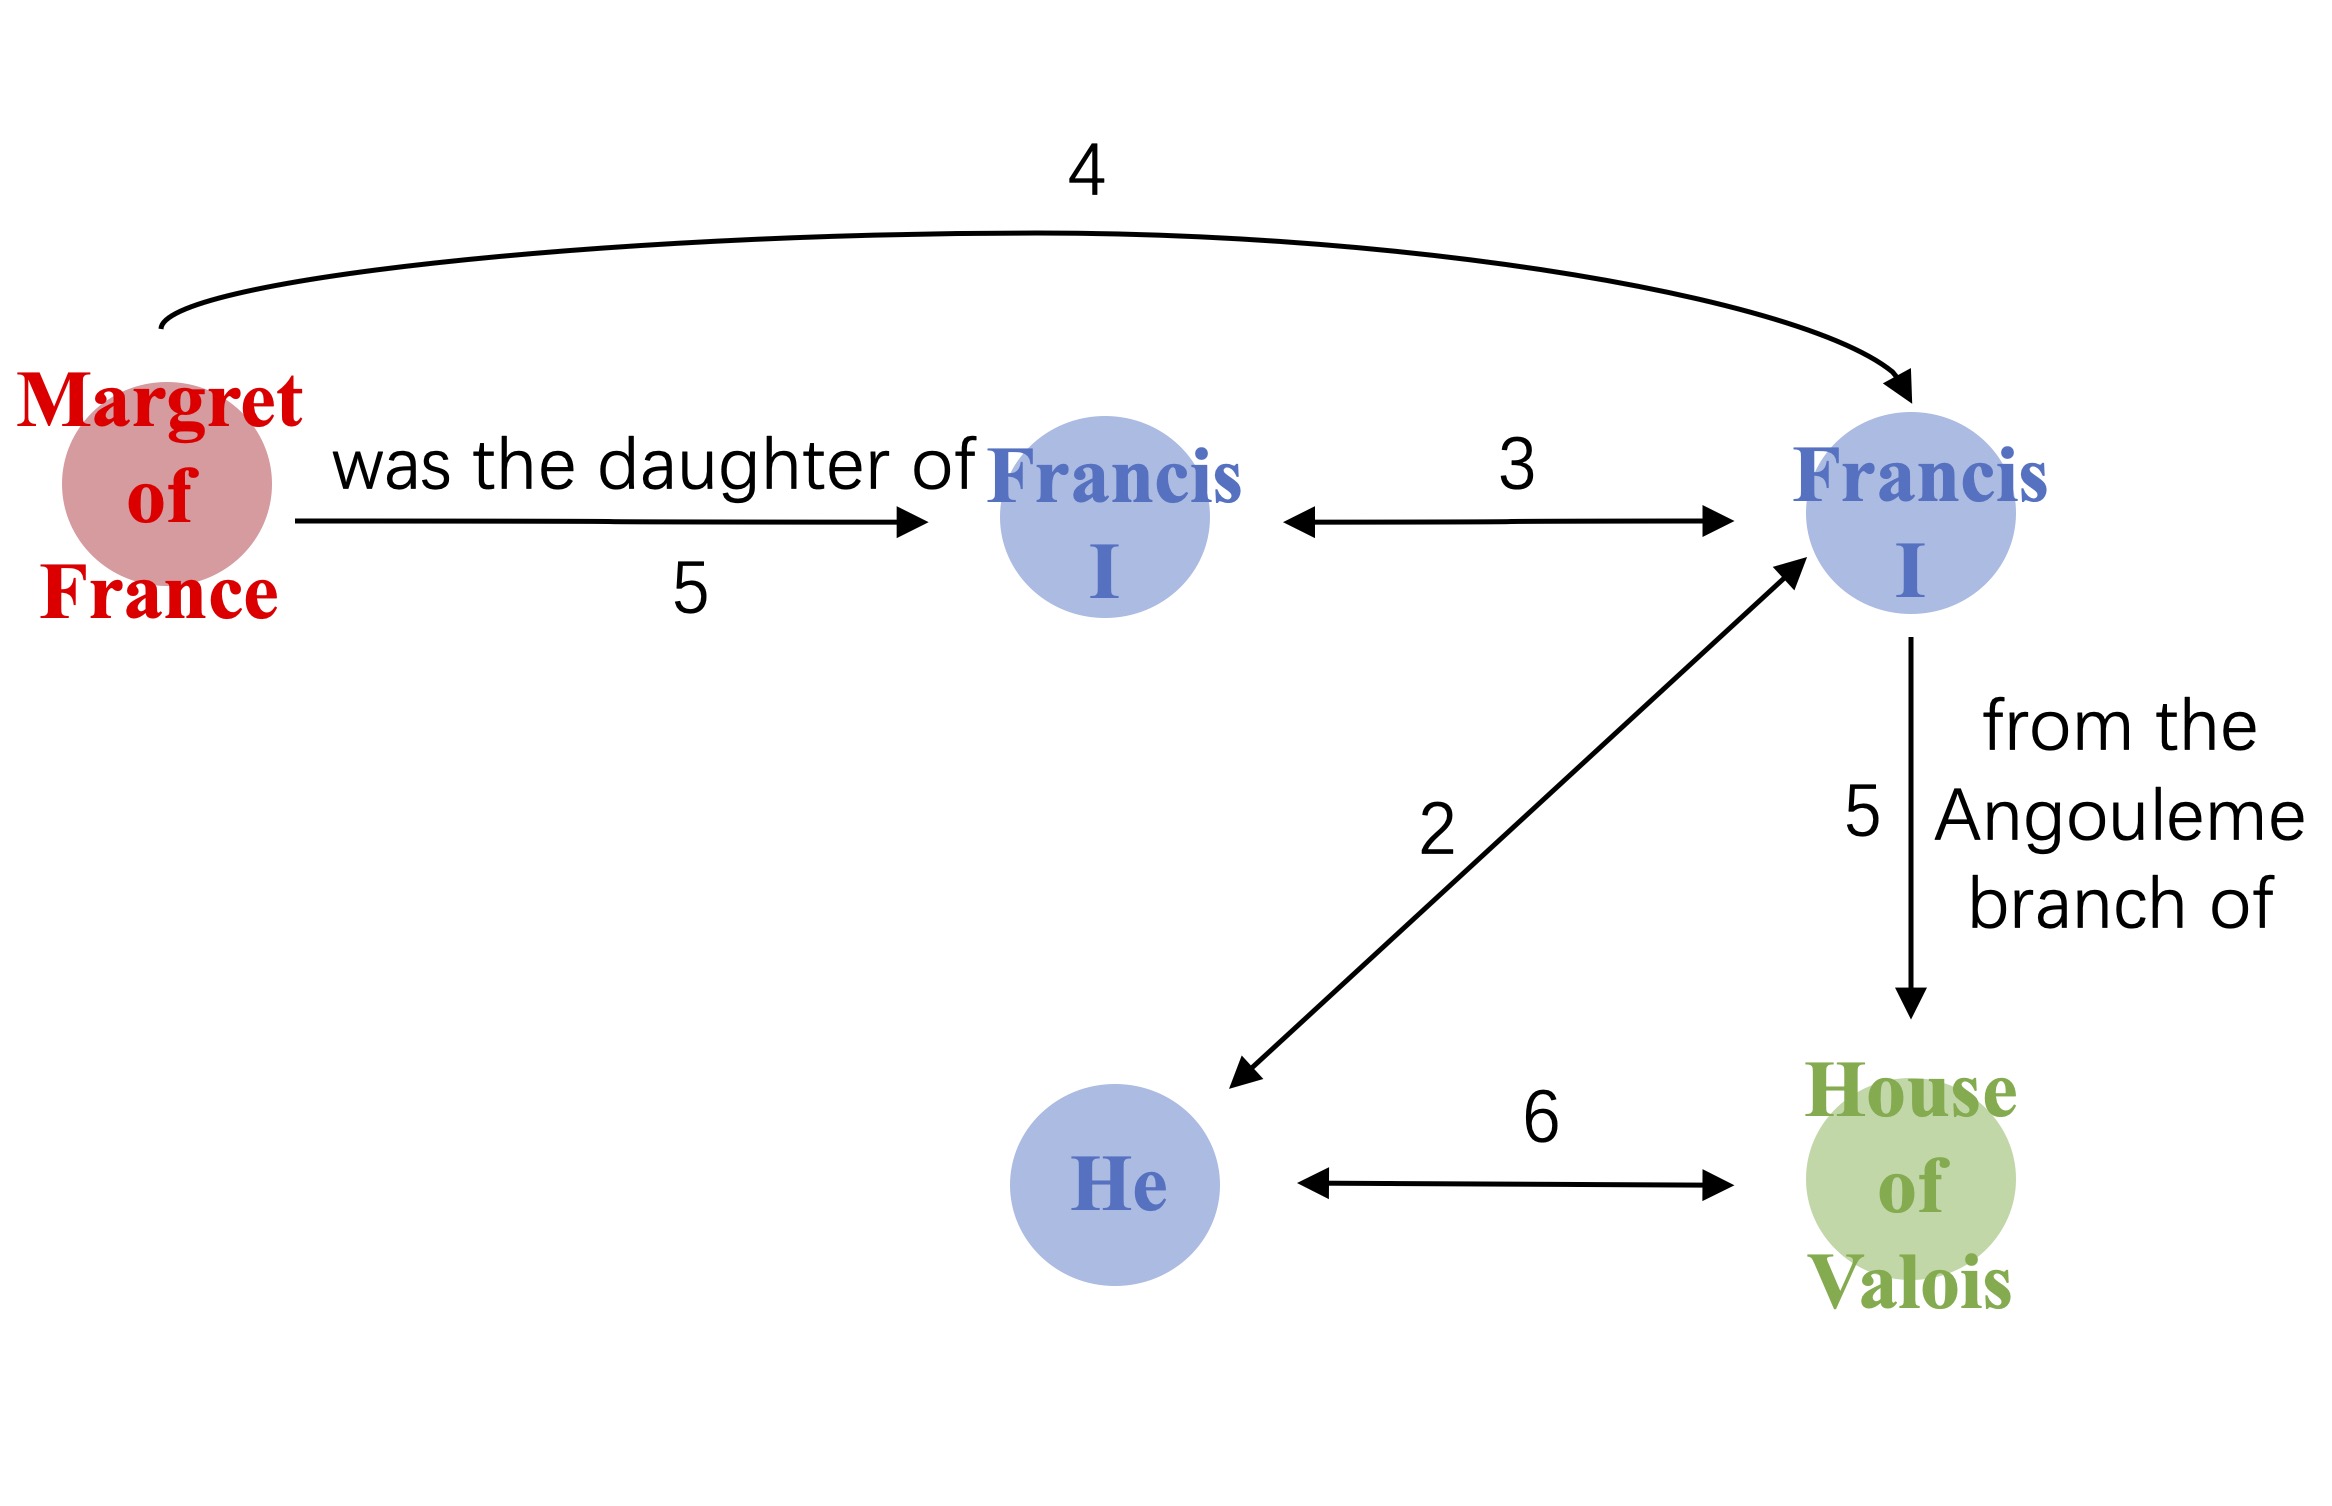 4
Margret
of
France
was the daughter of
5
Francis
I
3
Francis
I
2
5
from the
Angouleme
branch of
He
6
House
of
Valois